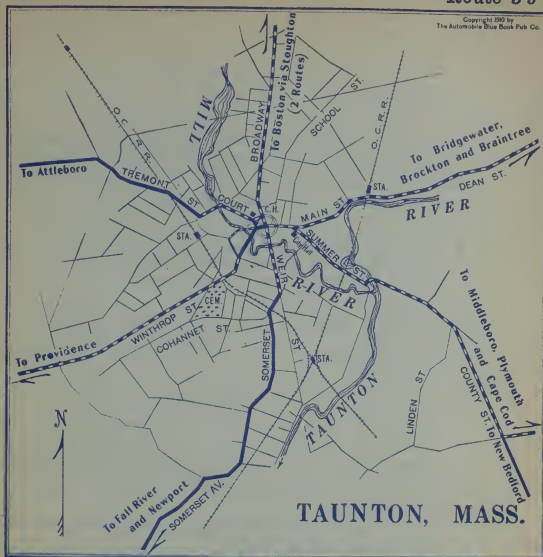 Copyright 1910 by
The Automobile Blue Book Pub. Co.
MILL
O.C.R.R.
BROADWAY
To Boston, via Stoughton
(2 Routes)
SCHOOL ST.
O.C.R.R.
To Bridgewater,
Brockton and Braintree
To Attleboro
TREMONT ST.
COURT
C.H.
MAIN ST.
STA.
DEAN ST.
RIVER
STA.
City Hall
SUMMER ST.
WEIR
RIVER
CEM.
WINTHROP ST.
COHANNET ST.
To Providence
SOMERSET
ST.
STA.
TAUNTON
LINDEN ST
To Middleboro, Plymouth
and Cape Cod
COUNTY ST.
To New Bedford
N
To Fall River
and Newport
SOMERSET AV.
TAUNTON, MASS.